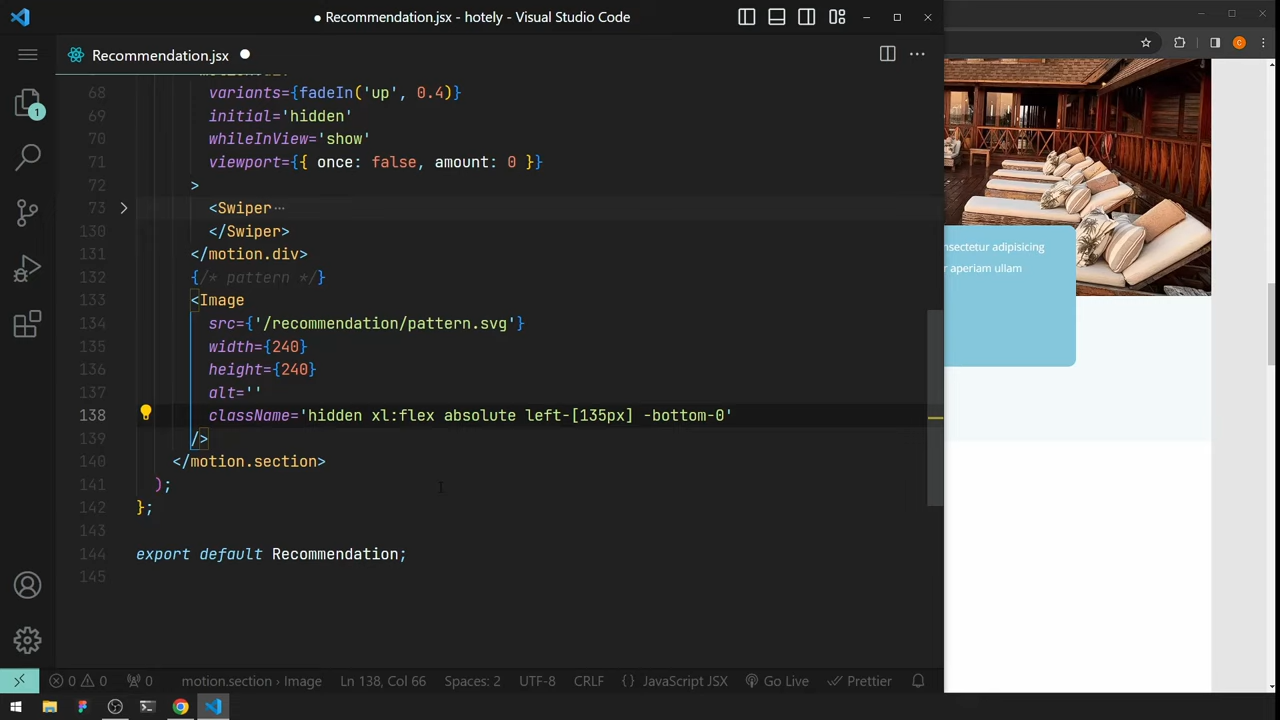 Recommendation.jsx - hotely - Visual Studio Code
Recommendation.jsx
68 variants={fadeIn('up', 0.4)}
69 initial='hidden'
70 whileInView='show'
71 viewport={{ once: false, amount: 0 }}
72 >
73 <Swiper ⋯
130 </Swiper>
131 </motion.div>
132 {/* pattern */}
133 <Image
134 src={'/recommendation/pattern.svg'}
135 width={240}
136 height={240}
137 alt=''
138 className='hidden xl:flex absolute left-[135px] -bottom-0'
139 />
140 </motion.section>
141 );
142 };
143
144 export default Recommendation;
145
1
0 0 0 motion.section › Image Ln 138, Col 66 Spaces: 2 UTF-8 CRLF {} JavaScript JSX Go Live Prettier
C
nsectetur adipisicing
r aperiam ullam